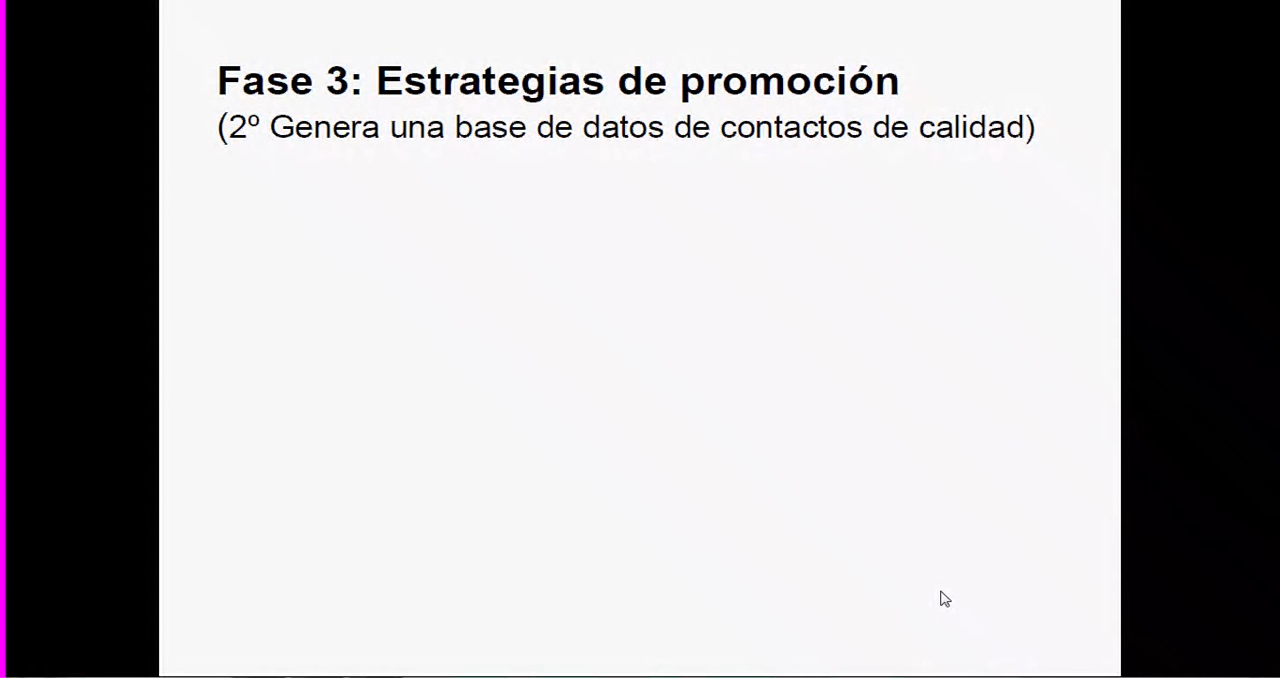 Fase 3: Estrategias de promoción
(2º Genera una base de datos de contactos de calidad)